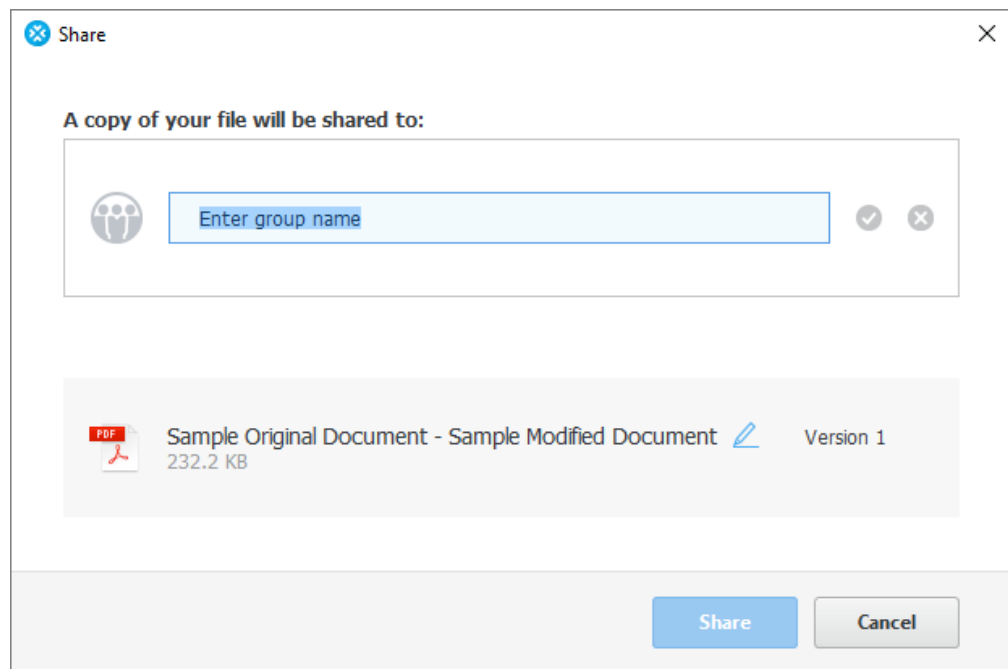 Share
A copy of your file will be shared to:
Enter group name
PDF
Sample Original Document - Sample Modified Document
Version 1
232.2 KB
Share
Cancel